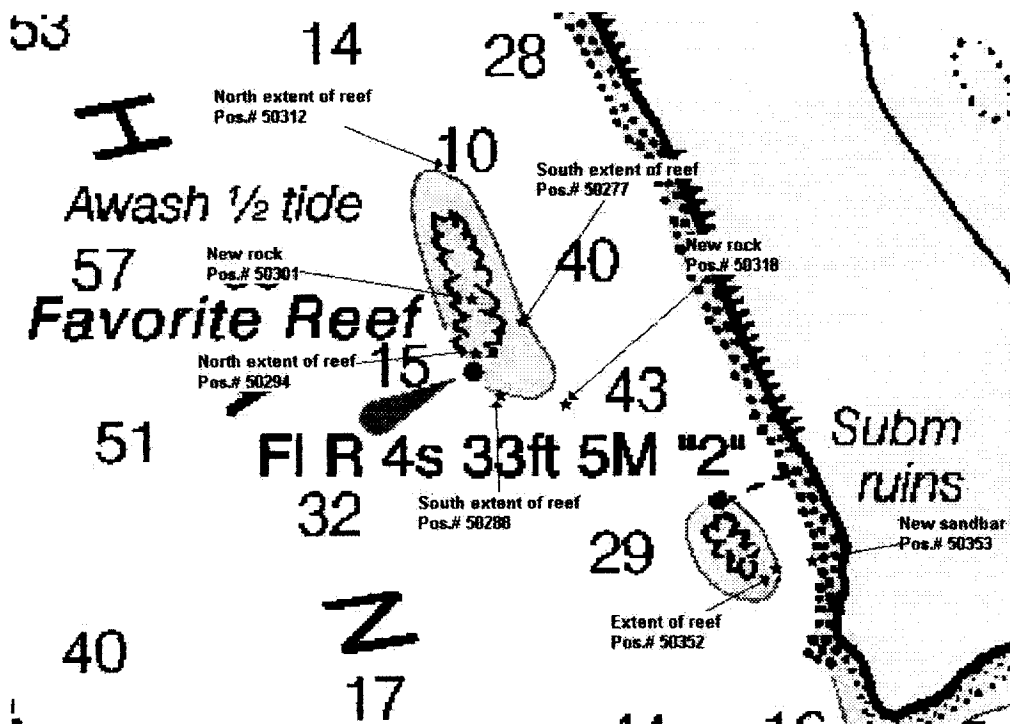 53
14
28
North extent of reef
Pos.# 50312
H
10
South extent of reef
Pos.# 50277
Awash ½ tide
57
New rock
Pos.# 50301
40
New rock
Pos.# 50318
Favorite Reef
North extent of reef
Pos.# 50294
15
43
51
Fl R 4s 33ft 5M "2"
Subm
ruins
32
South extent of reef
Pos.# 50288
New sandbar
Pos.# 50353
29
Extent of reef
Pos.# 50352
N
40
17